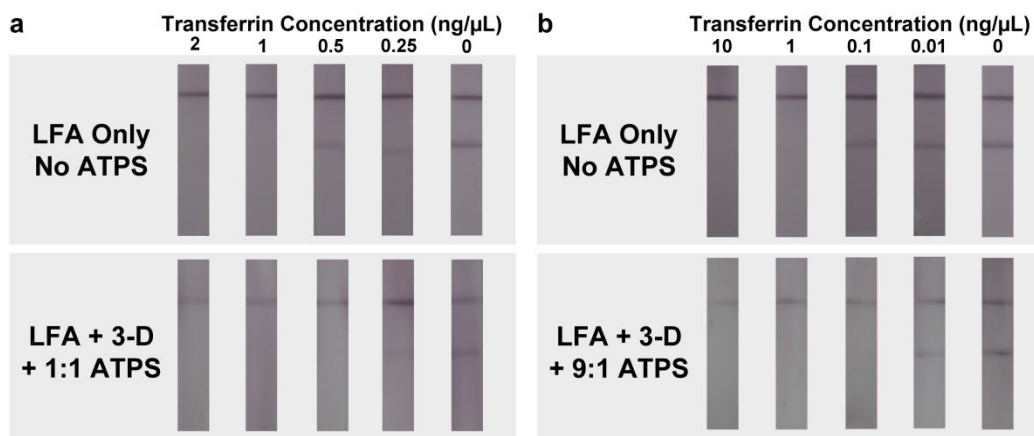 a
Transferrin Concentration (ng/µL)
2 1 0.5 0.25 0
LFA Only
No ATPS
LFA + 3-D
+ 1:1 ATPS
b
Transferrin Concentration (ng/µL)
10 1 0.1 0.01 0
LFA Only
No ATPS
LFA + 3-D
+ 9:1 ATPS